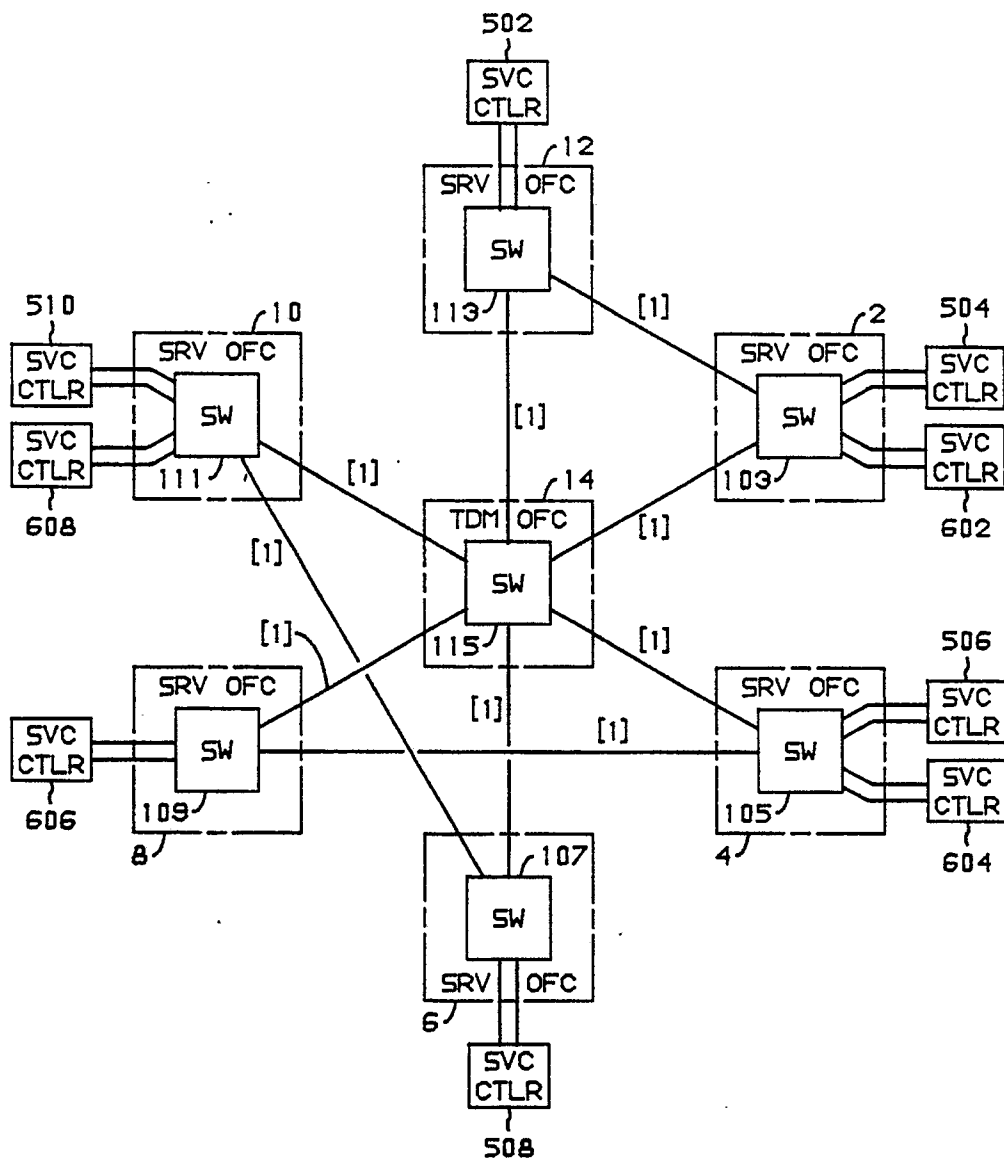 502
SVC
CTLR
12
SRV OFC
SW
113
[1]
510
SVC
CTLR
10
SRV OFC
SW
111
SVC
CTLR
608
[1]
[1]
2
SRV OFC
SW
103
504
SVC
CTLR
SVC
CTLR
602
[1]
[1]
14
TDM OFC
SW
115
[1]
[1]
[1]
8
SRV OFC
SW
109
SVC
CTLR
606
[1]
4
SRV OFC
SW
105
506
SVC
CTLR
SVC
CTLR
604
107
SW
SRV OFC
6
SVC
CTLR
508